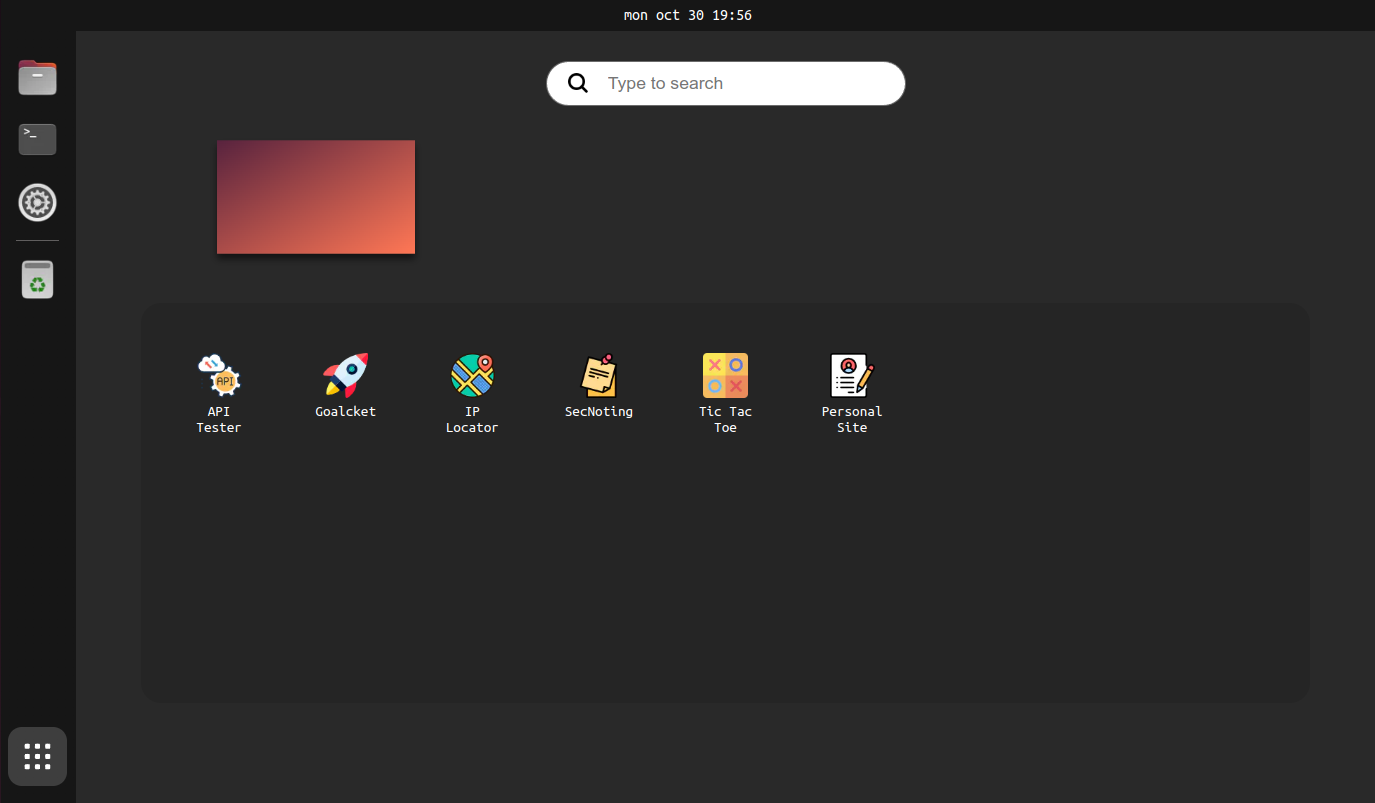 mon oct 30 19:56
>_
Type to search
API
API
Tester
Goalcket
IP
Locator
SecNoting
Tic Tac
Toe
Personal
Site